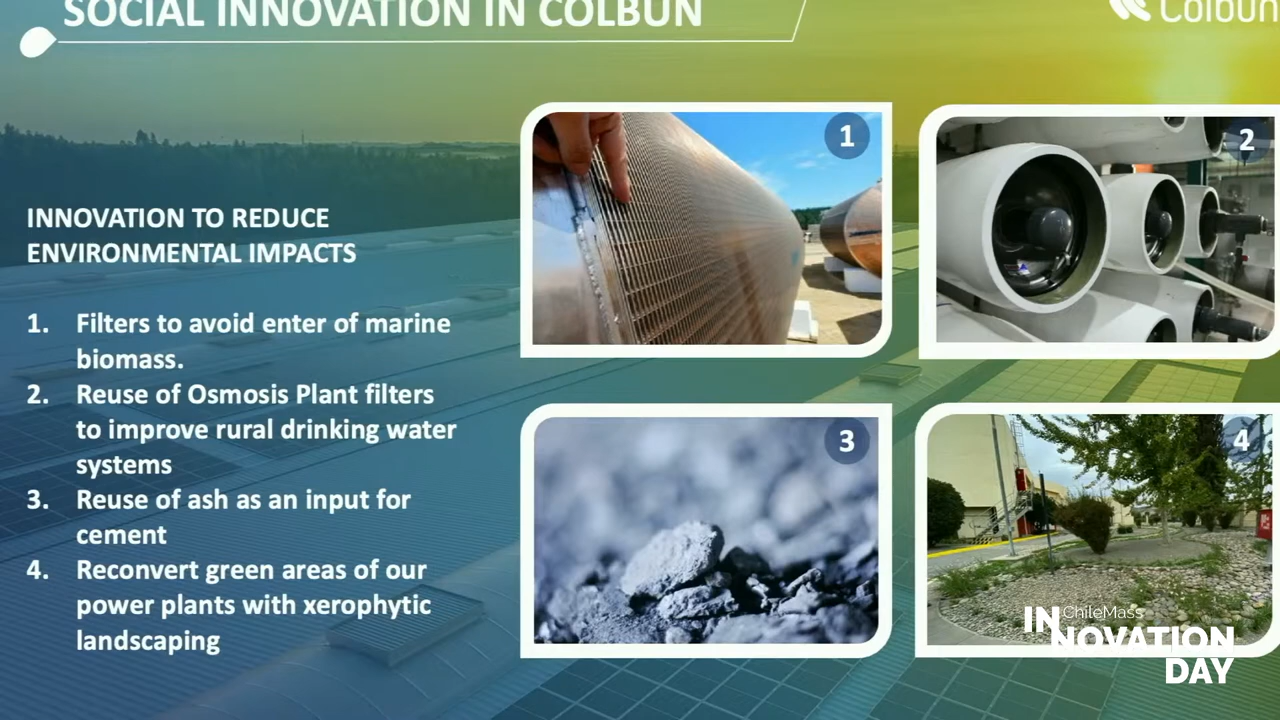 SOCIAL INNOVATION IN COLBUN
Colbun
INNOVATION TO REDUCE
ENVIRONMENTAL IMPACTS
1. Filters to avoid enter of marine
biomass.
2. Reuse of Osmosis Plant filters
to improve rural drinking water
systems
3. Reuse of ash as an input for
cement
4. Reconvert green areas of our
power plants with xerophytic
landscaping
1
2
3
4
ChileMass
INNOVATION
DAY